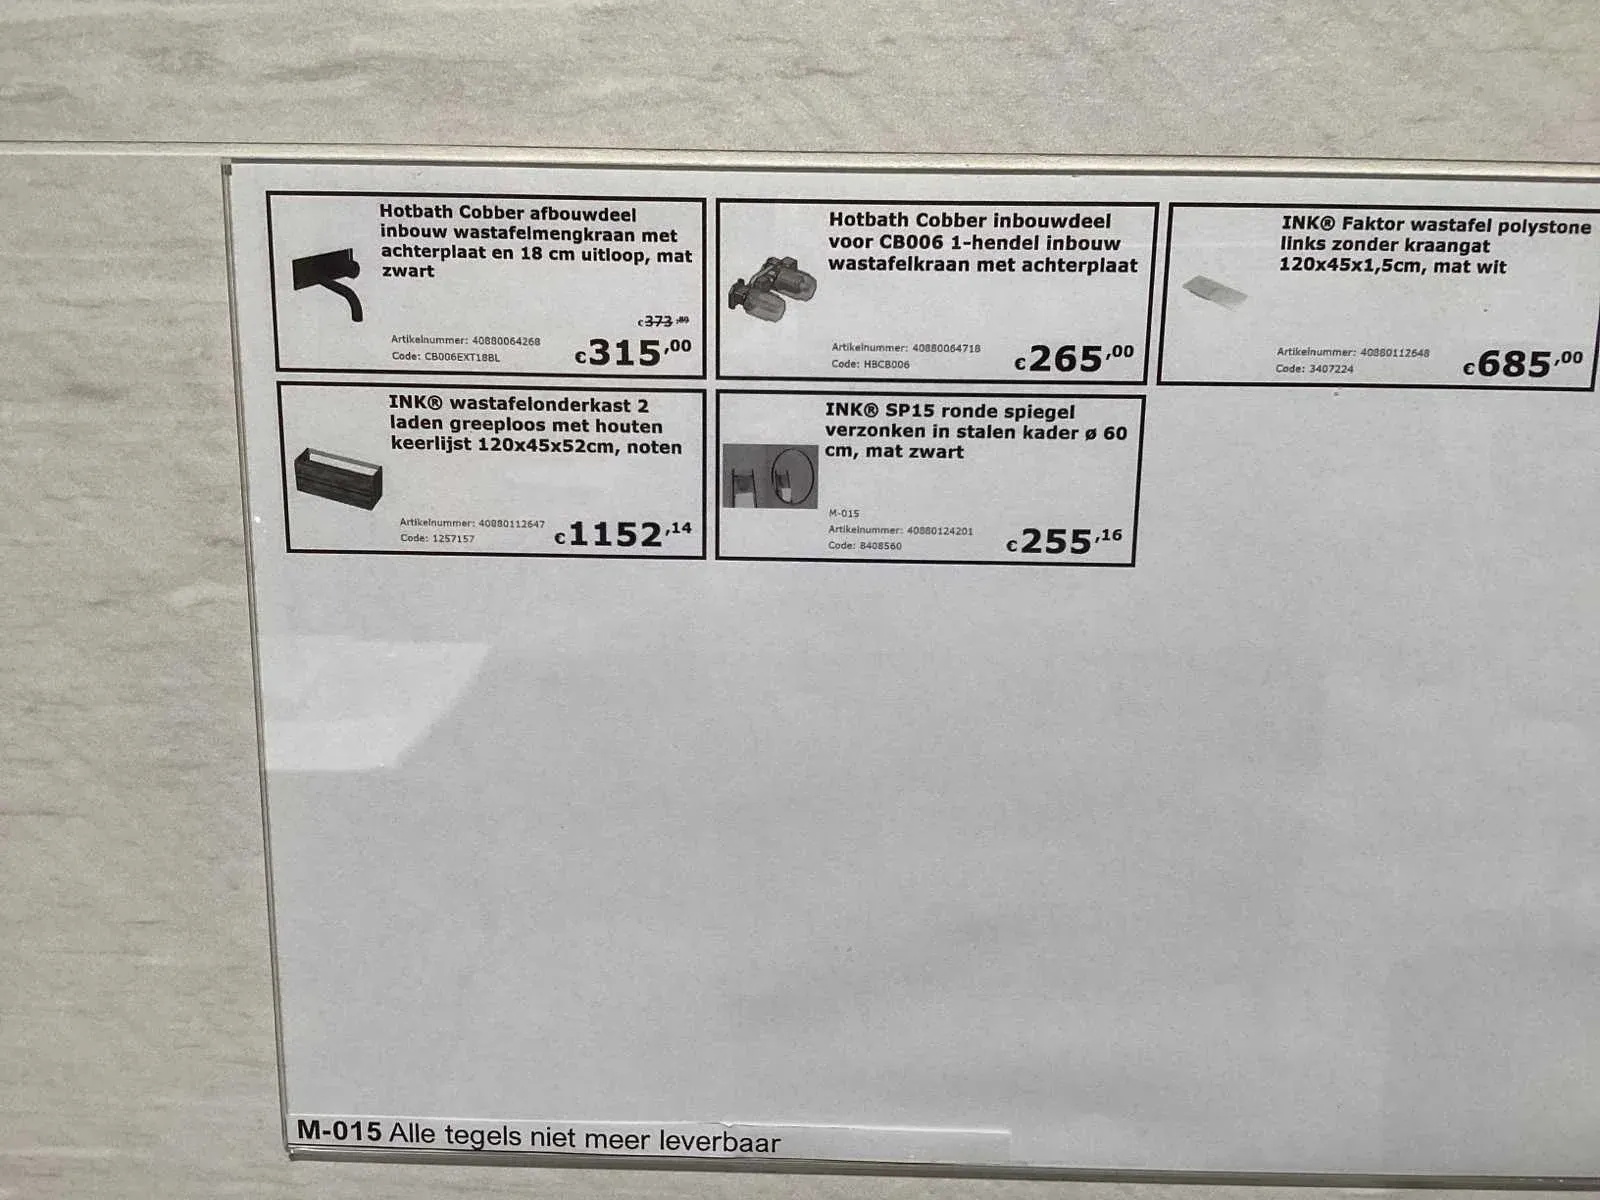 Hotbath Cobber afbouwdeel
inbouw wastafelmengkraan met
achterplaat en 18 cm uitloop, mat
zwart
€373,80
Artikelnummer: 40880064268
Code: CB006EXT18BL
€315,00
Hotbath Cobber inbouwdeel
voor CB006 1-hendel inbouw
wastafelkraan met achterplaat
Artikelnummer: 40880064718
Code: HBCB006
€265,00
INK® Faktor wastafel polystone
links zonder kraangat
120x45x1,5cm, mat wit
Artikelnummer: 40880112648
Code: 3407224
€685,00
INK® wastafelonderkast 2
laden greeploos met houten
keerlijst 120x45x52cm, noten
Artikelnummer: 40880112647
Code: 1257157
€1152,14
INK® SP15 ronde spiegel
verzonken in stalen kader ø 60
cm, mat zwart
M-015
Artikelnummer: 40880124201
Code: 8408560
€255,16
M-015 Alle tegels niet meer leverbaar